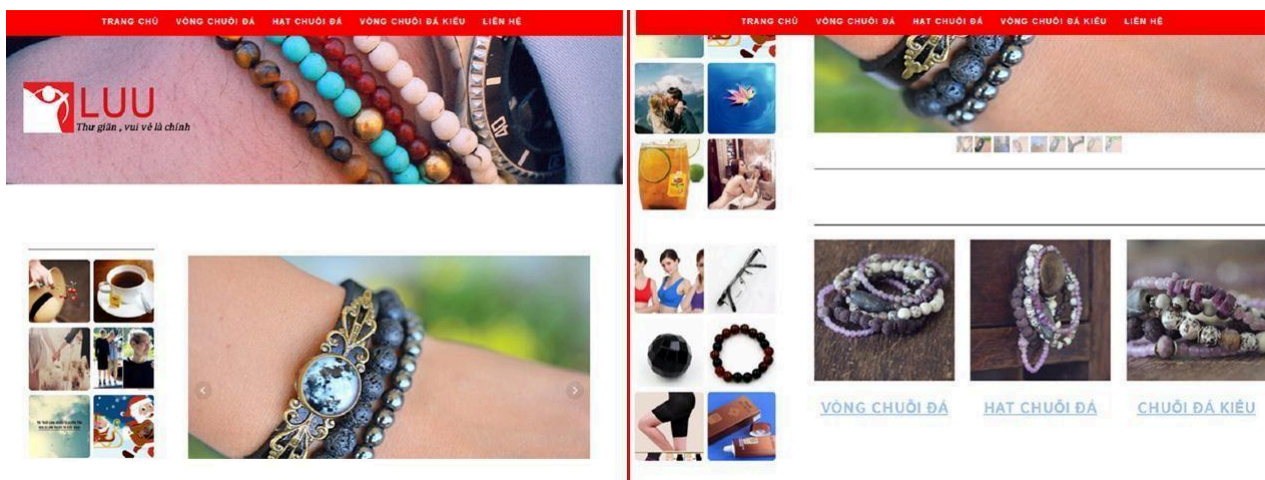 TRANG CHỦ VÒNG CHUỖI ĐÁ HẠT CHUỖI ĐÁ VÒNG CHUỖI ĐÁ KIỂU LIÊN HỆ
LUU
Thư giãn , vui vẻ là chính
TRANG CHỦ VÒNG CHUỖI ĐÁ HẠT CHUỖI ĐÁ VÒNG CHUỖI ĐÁ KIỂU LIÊN HỆ
VÒNG CHUỖI ĐÁ HẠT CHUỖI ĐÁ CHUỖI ĐÁ KIỂU